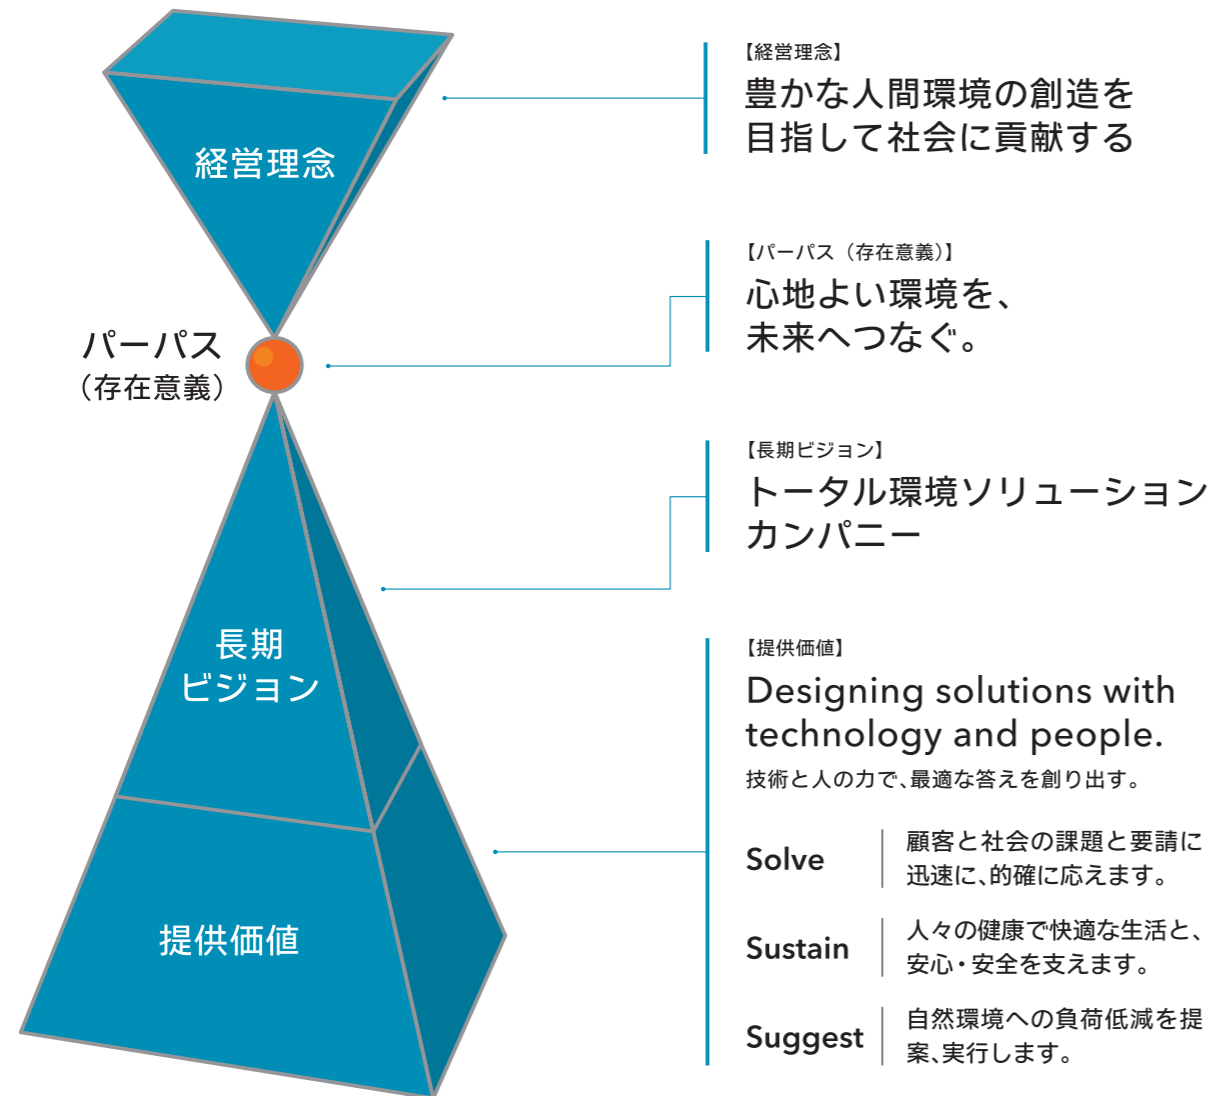 経営理念
パーパス
（存在意義）
長期
ビジョン
提供価値
【経営理念】
豊かな人間環境の創造を
目指して社会に貢献する
【パーパス（存在意義）】
心地よい環境を、
未来へつなぐ。
【長期ビジョン】
トータル環境ソリューション
カンパニー
【提供価値】
Designing solutions with
technology and people.
技術と人の力で、最適な答えを創り出す。
Solve
顧客と社会の課題と要請に
迅速に、的確に応えます。
Sustain
人々の健康で快適な生活と、
安心・安全を支えます。
Suggest
自然環境への負荷低減を提
案、実行します。